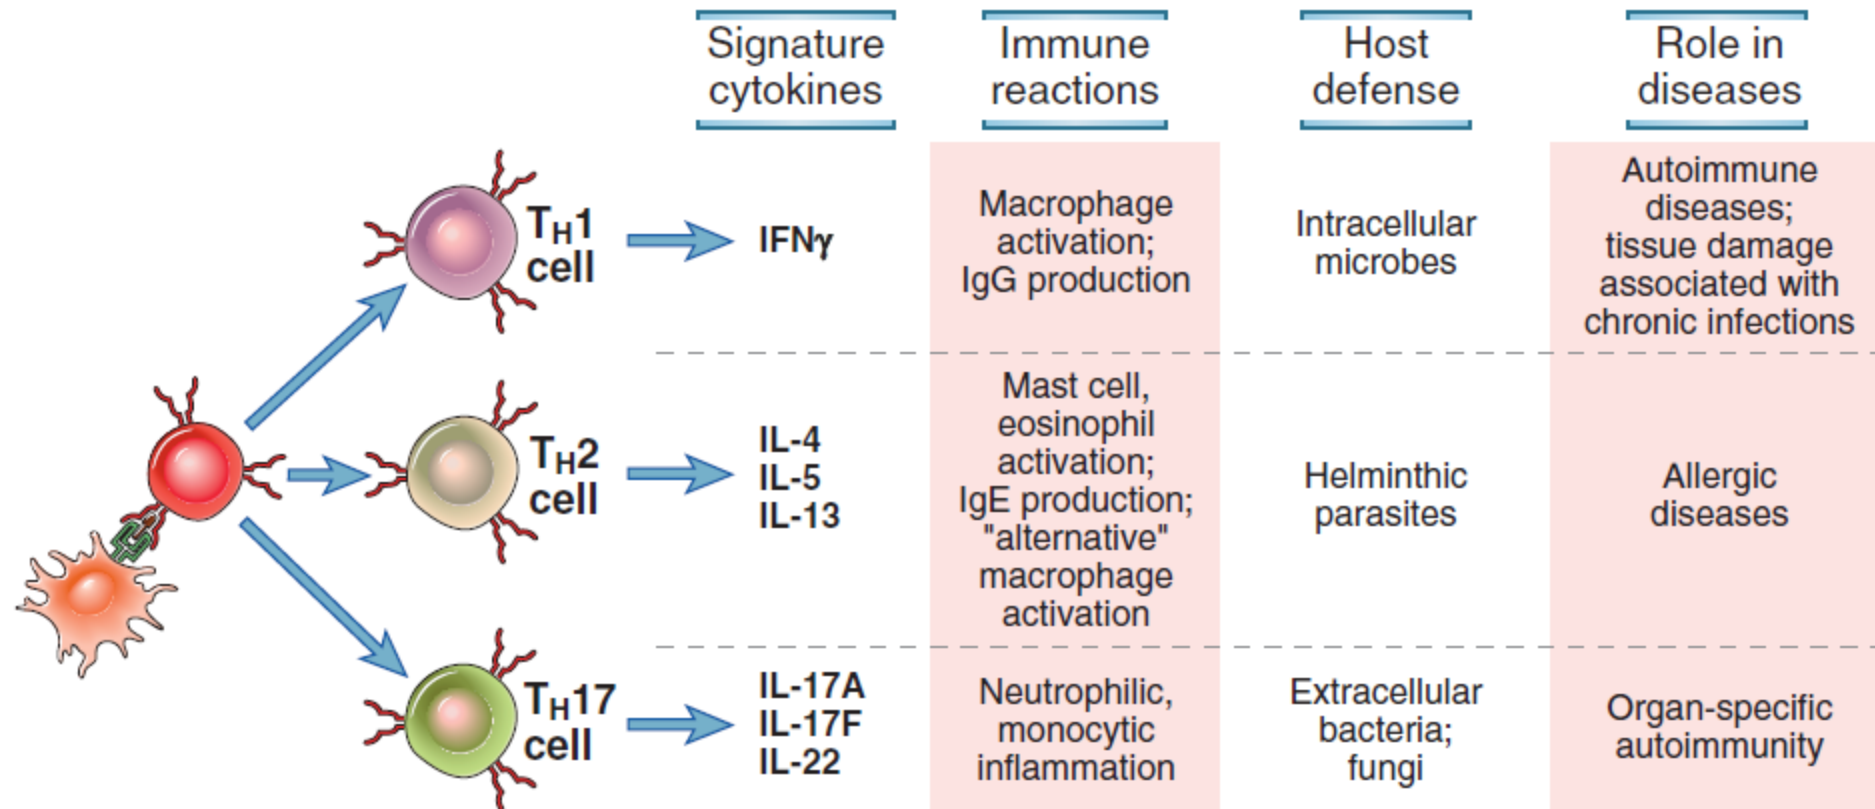 Signature
cytokines
Immune
reactions
Host
defense
Role in
diseases
TH1
cell
IFNγ
Macrophage
activation;
IgG production
Intracellular
microbes
Autoimmune
diseases;
tissue damage
associated with
chronic infections
TH2
cell
IL-4
IL-5
IL-13
Mast cell,
eosinophil
activation;
IgE production;
"alternative"
macrophage
activation
Helminthic
parasites
Allergic
diseases
TH17
cell
IL-17A
IL-17F
IL-22
Neutrophilic,
monocytic
inflammation
Extracellular
bacteria;
fungi
Organ-specific
autoimmunity